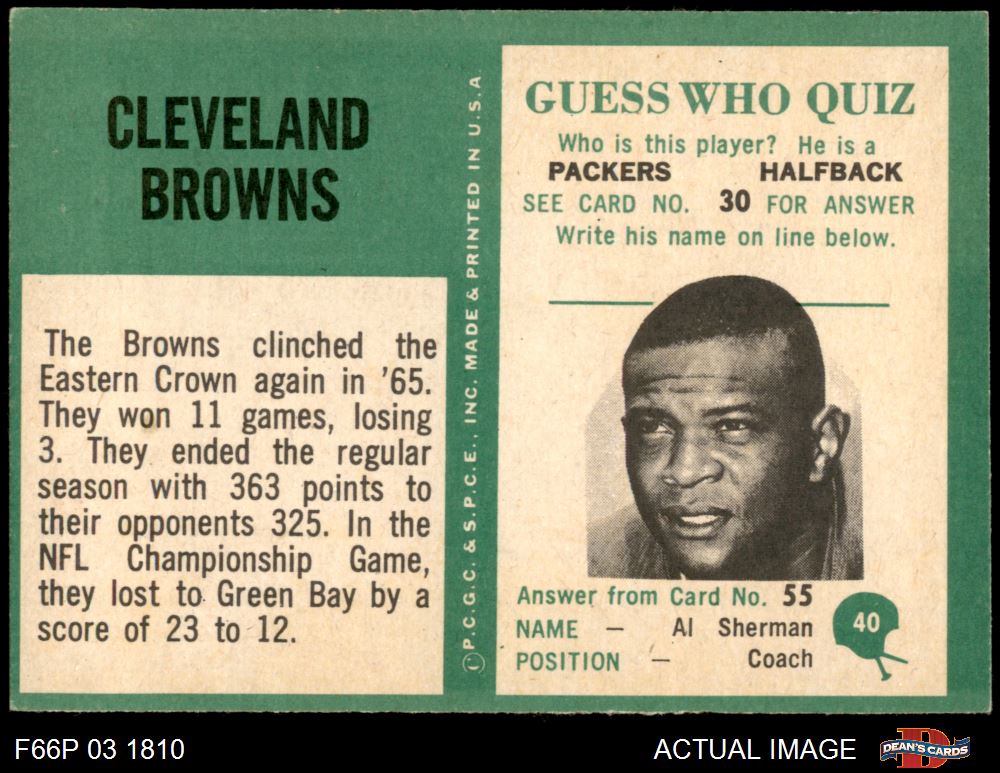 CLEVELAND
BROWNS
The Browns clinched the
Eastern Crown again in '65.
They won 11 games, losing
3. They ended the regular
season with 363 points to
their opponents 325. In the
NFL Championship Game,
they lost to Green Bay by a
score of 23 to 12.
Ⓒ P.C.G.C. & S.P.C.E., INC. MADE & PRINTED IN U.S.A.
GUESS WHO QUIZ
Who is this player? He is a
PACKERS HALFBACK
SEE CARD NO. 30 FOR ANSWER
Write his name on line below.
Answer from Card No. 55
NAME — Al Sherman
POSITION — Coach
40
F66P 03 1810
ACTUAL IMAGE
D
DEAN'S CARDS